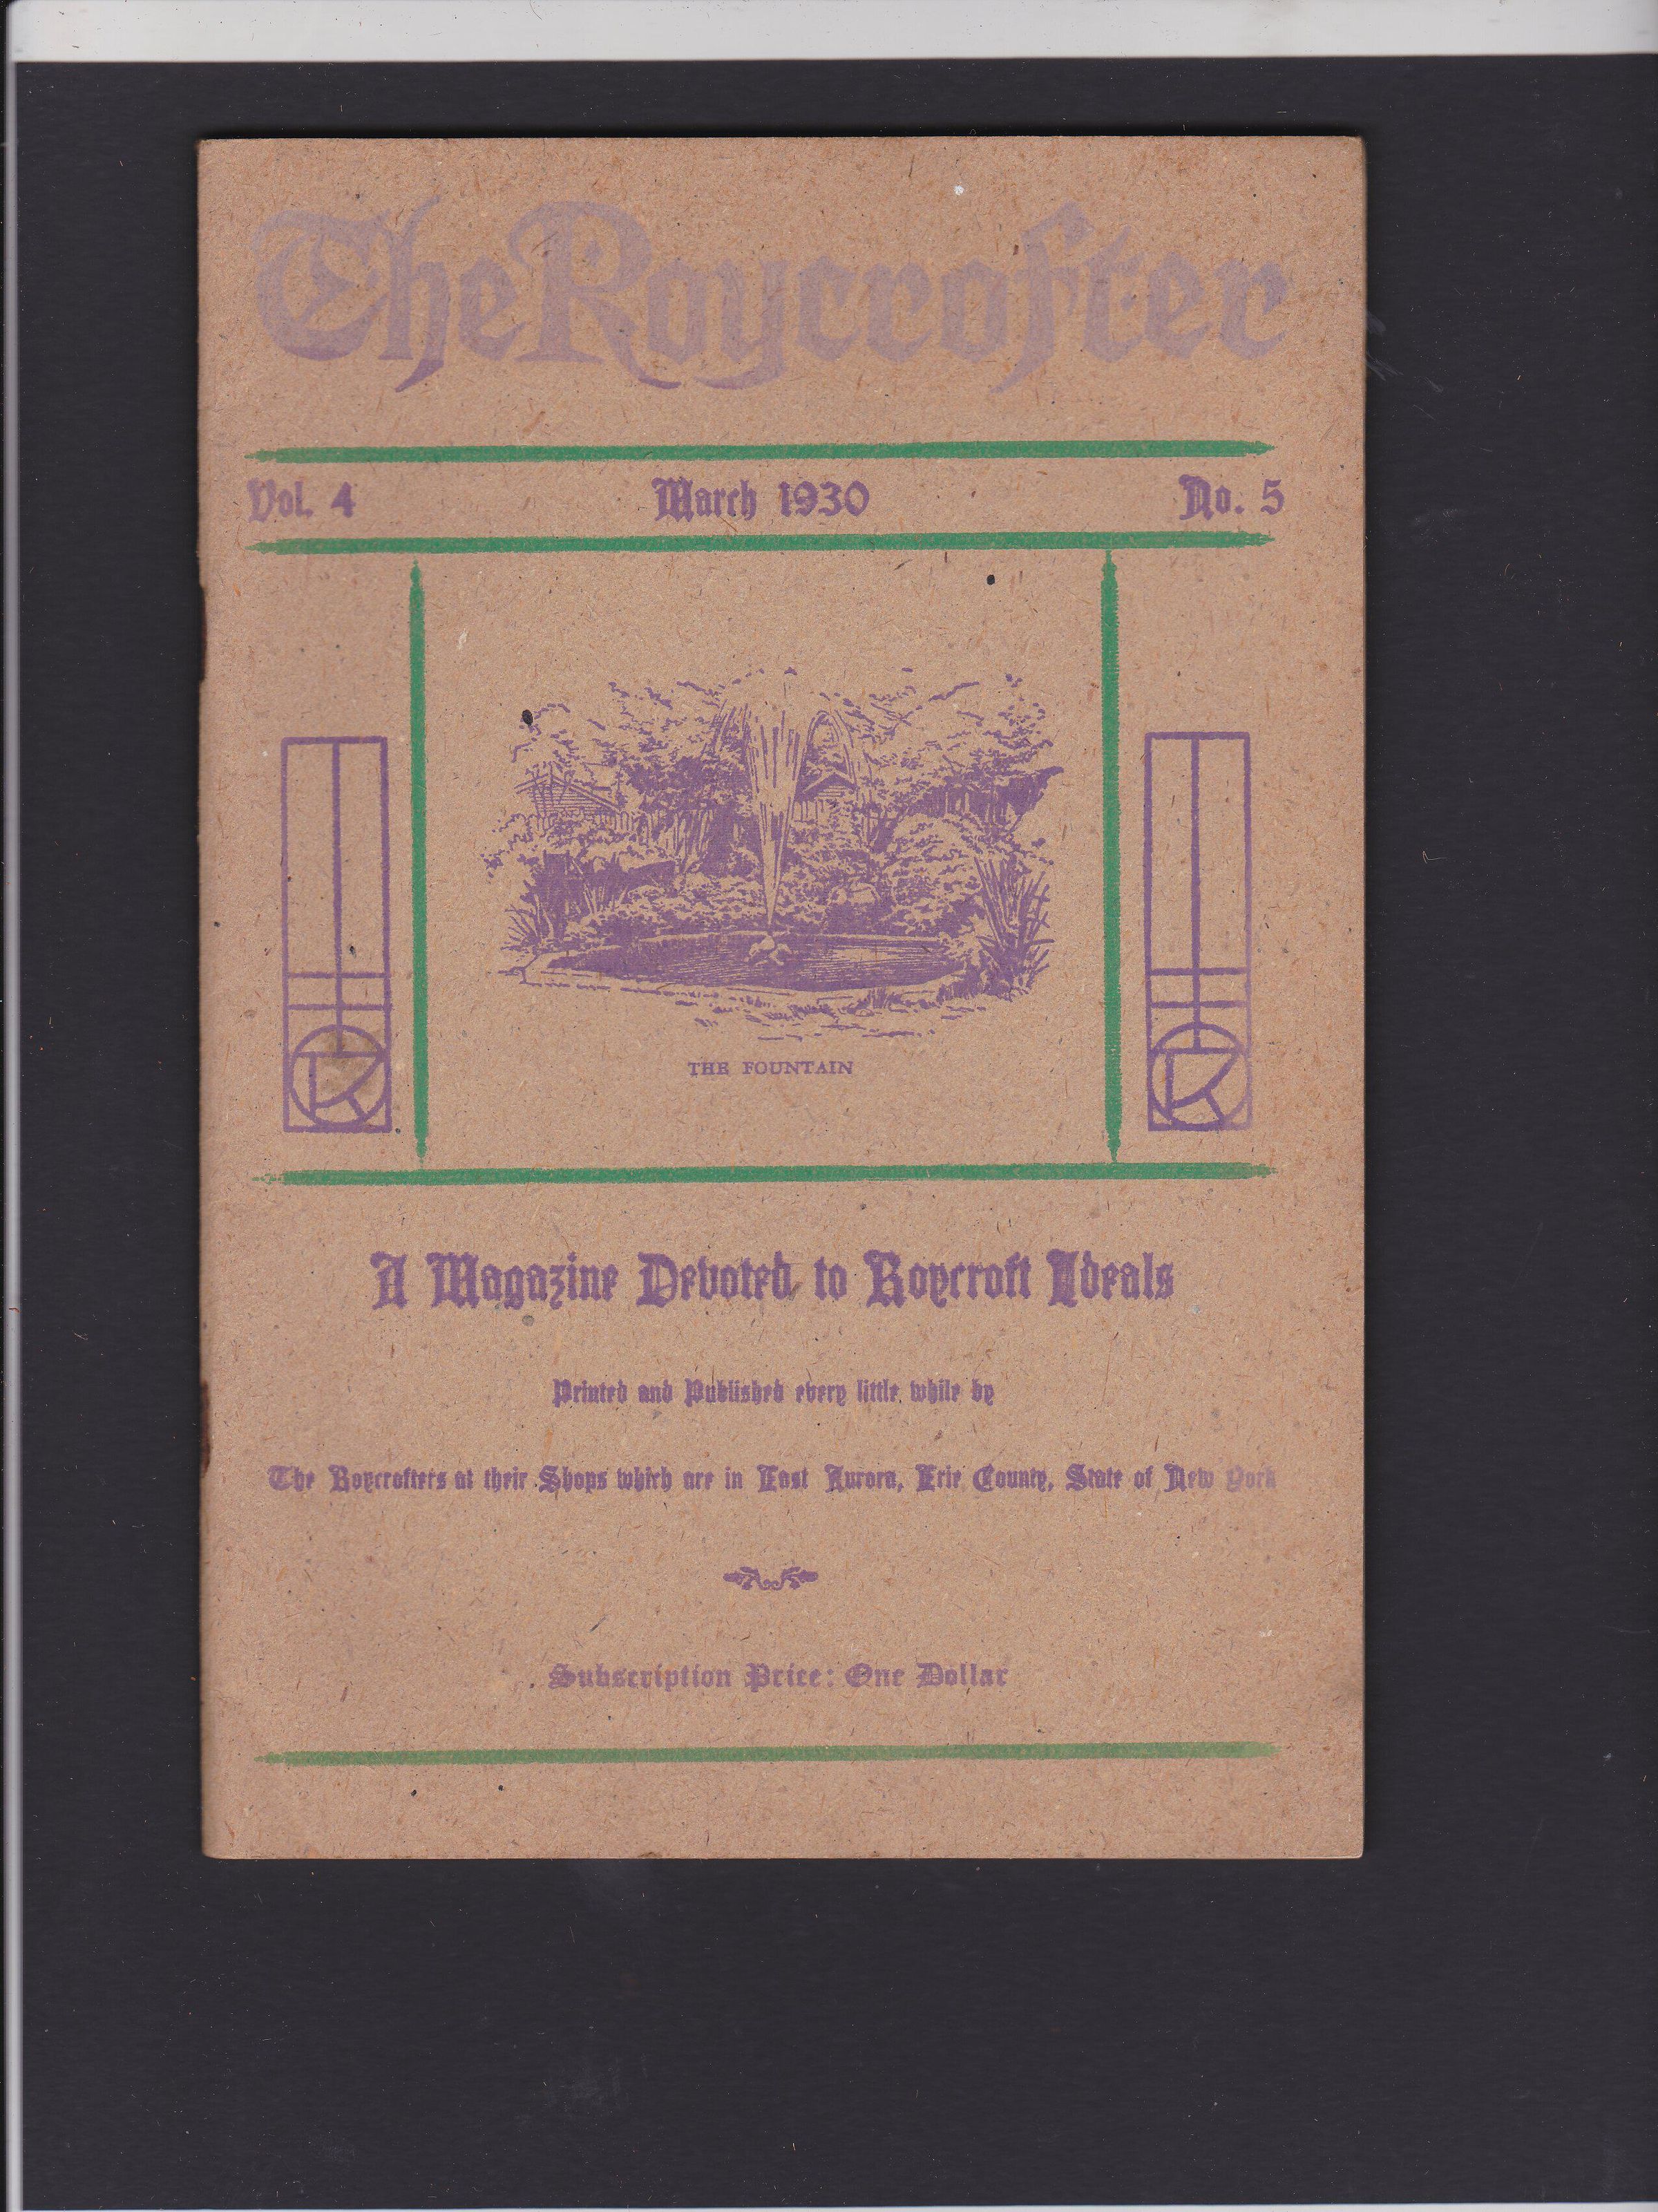 The Roycrofter
Vol. 4 March 1930 No. 5
THE FOUNTAIN
A Magazine Devoted to Roycroft Ideals
Printed and Published every little while by
The Roycrofters at their Shops which are in East Aurora, Erie County, State of New York
Subscription Price: One Dollar